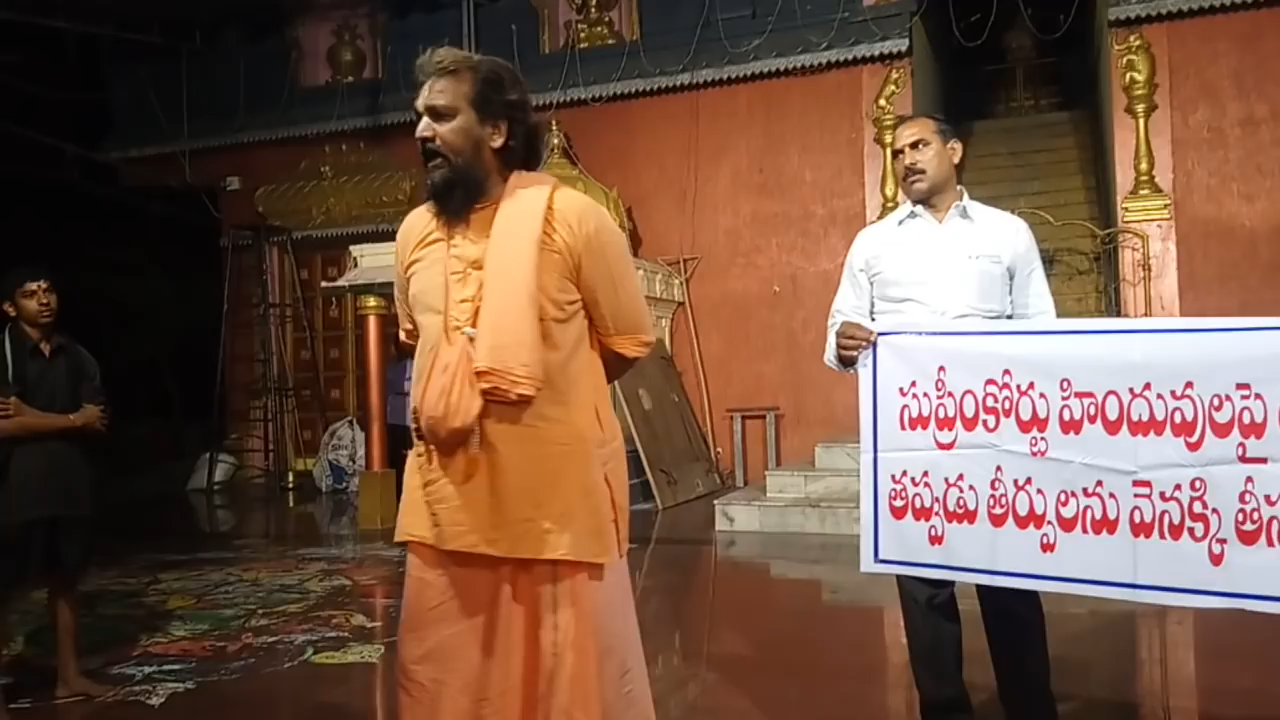 సుప్రీంకోర్టు హిందువులపై
తప్పుడు తీర్పులను వెనక్కి